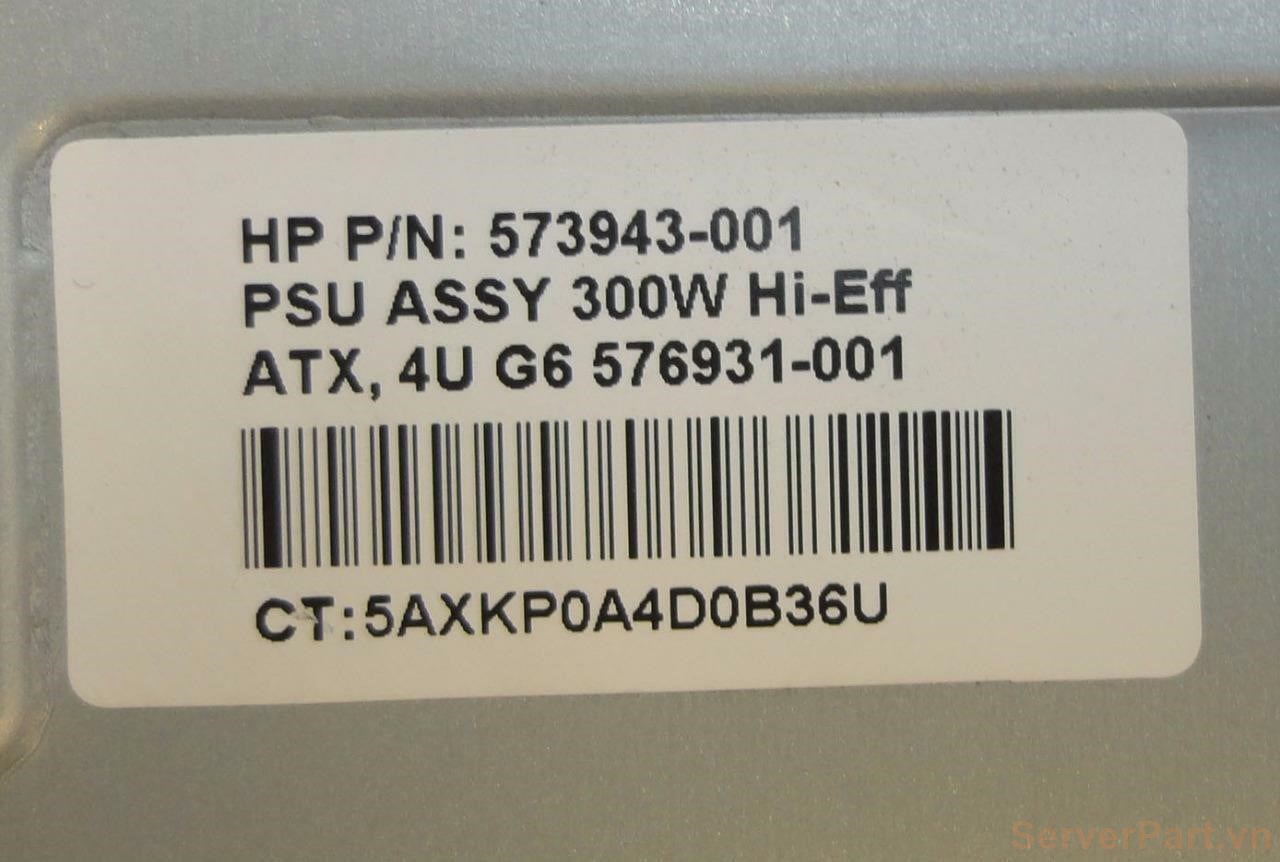 HP P/N: 573943-001
PSU ASSY 300W Hi-Eff
ATX, 4U G6 576931-001
CT:5AXKP0A4D0B36U
ServerPart.vn